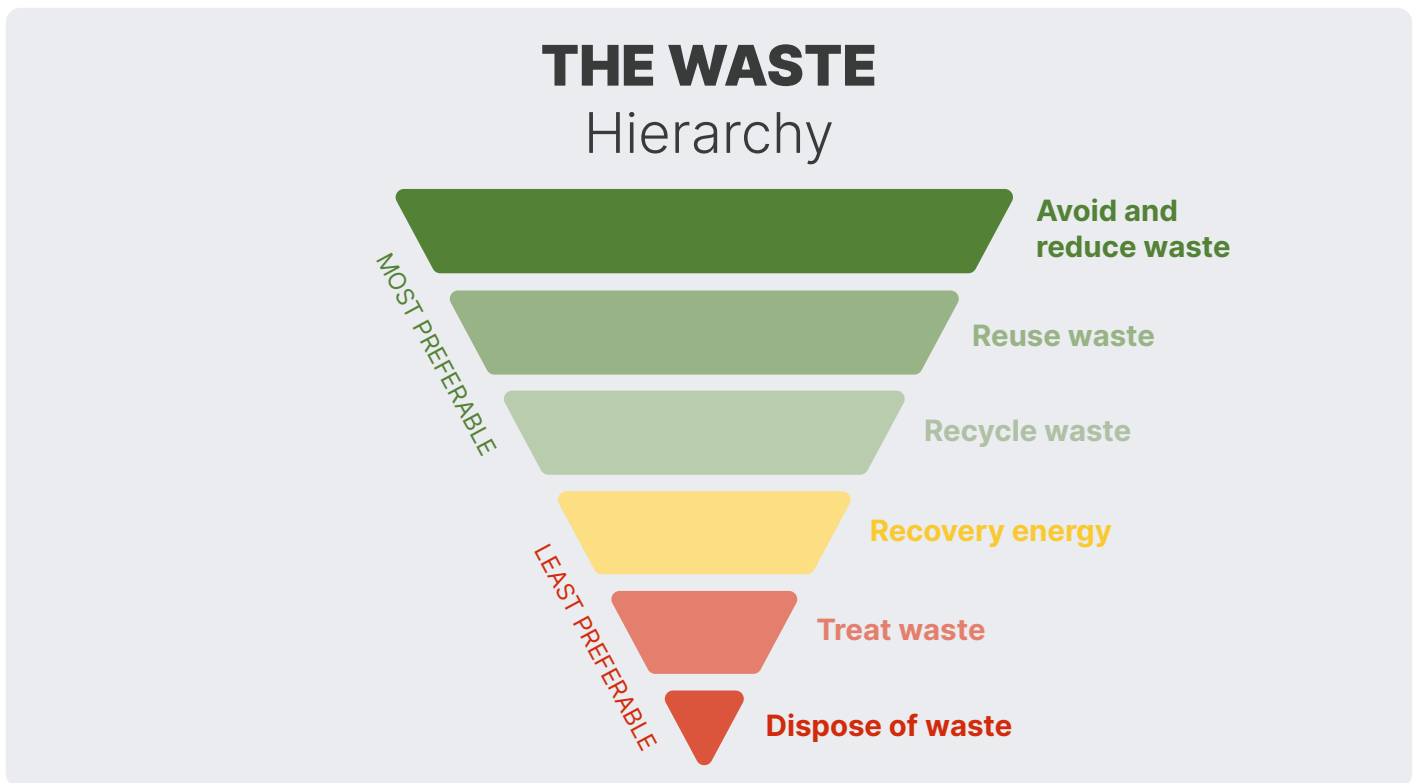 THE WASTE
Hierarchy
Avoid and
reduce waste
MOST PREFERABLE
Reuse waste
Recycle waste
Recovery energy
LEAST PREFERABLE
Treat waste
Dispose of waste